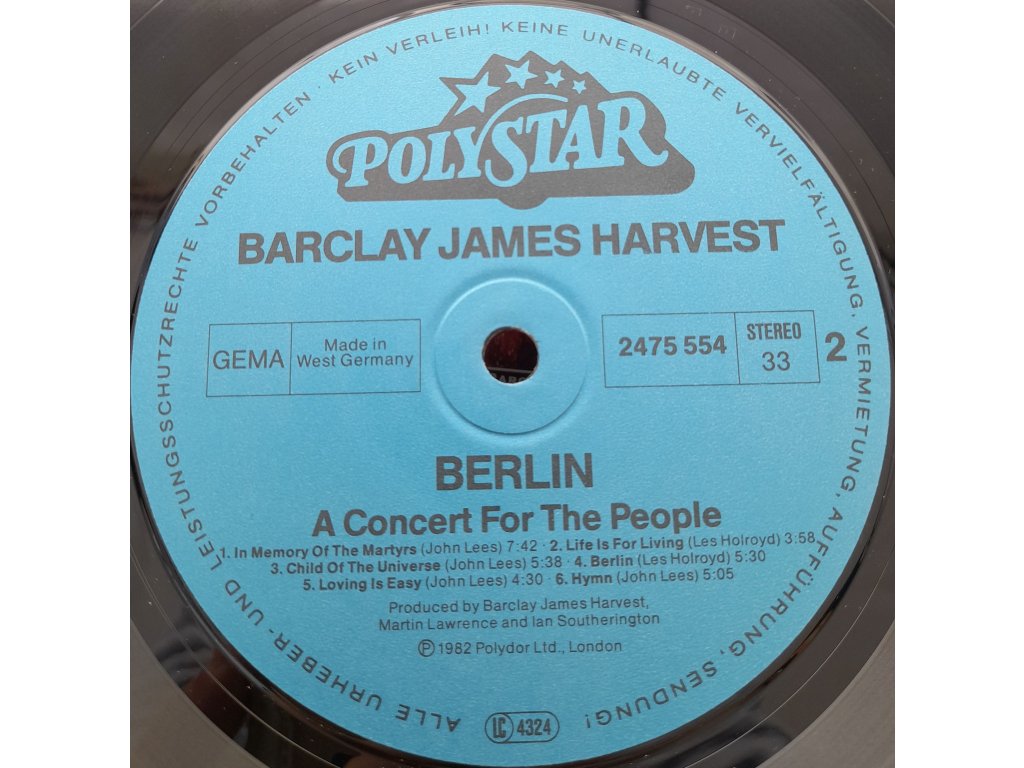 ALLE URHEBER- UND LEISTUNGSSCHUTZRECHTE VORBEHALTEN · KEIN VERLEIH! KEINE UNERLAUBTE VERVIELFÄLTIGUNG, VERMIETUNG, AUFFÜHRUNG, SENDUNG!
POLYSTAR
BARCLAY JAMES HARVEST
GEMA
Made in
West Germany
2475 554
STEREO
33
2
BERLIN
A Concert For The People
1. In Memory Of The Martyrs (John Lees) 7:42 · 2. Life Is For Living (Les Holroyd) 3:58
3. Child Of The Universe (John Lees) 5:38 · 4. Berlin (Les Holroyd) 5:30
5. Loving Is Easy (John Lees) 4:30 · 6. Hymn (John Lees) 5:05
Produced by Barclay James Harvest,
Martin Lawrence and Ian Southerington
Ⓟ 1982 Polydor Ltd., London
LC 4324